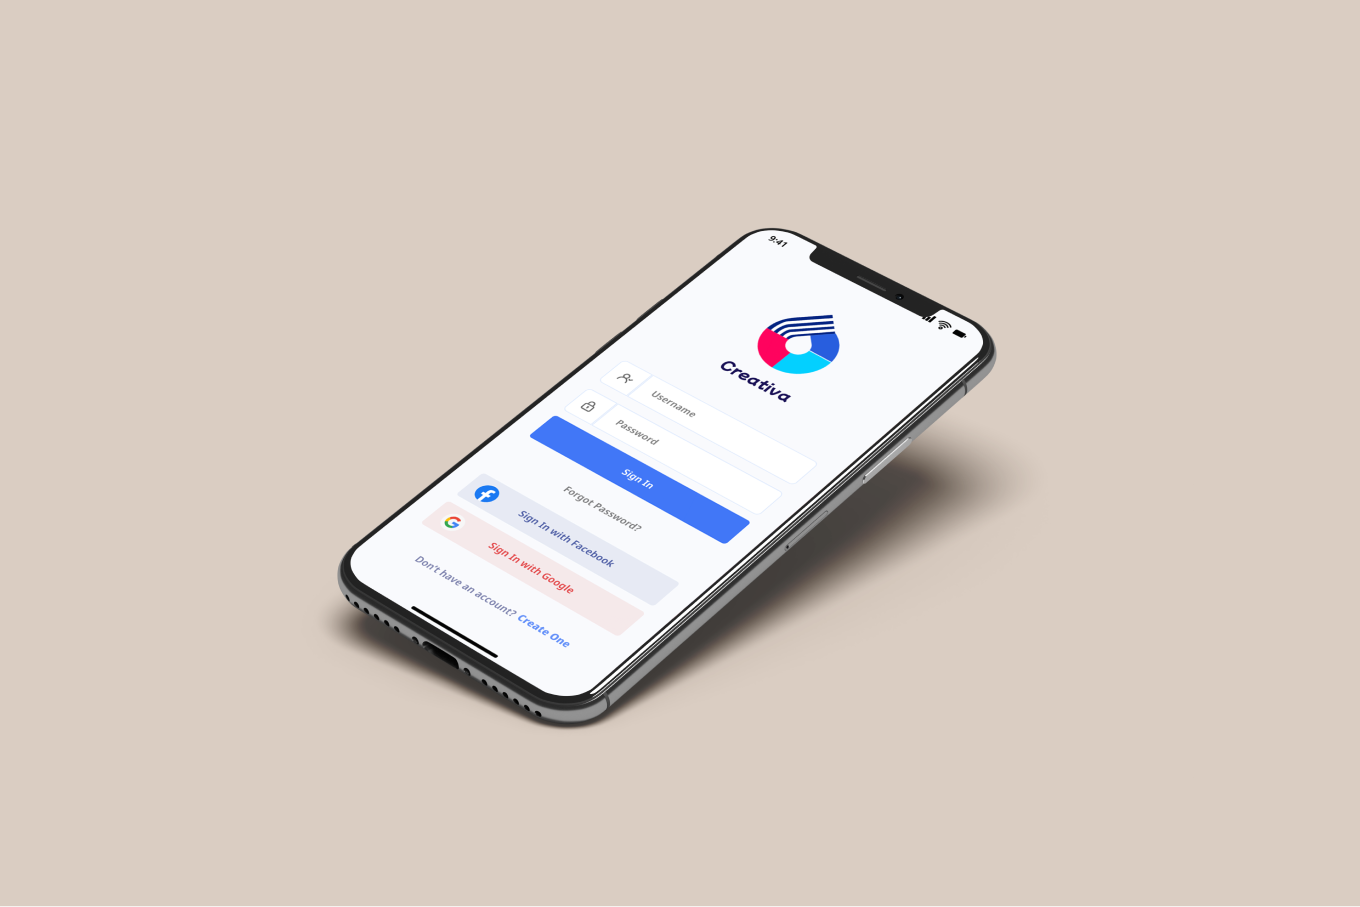 9:41
Creativa
Username
Password
Sign In
Forgot Password?
Sign In with Facebook
Sign In with Google
Don't have an account? Create One